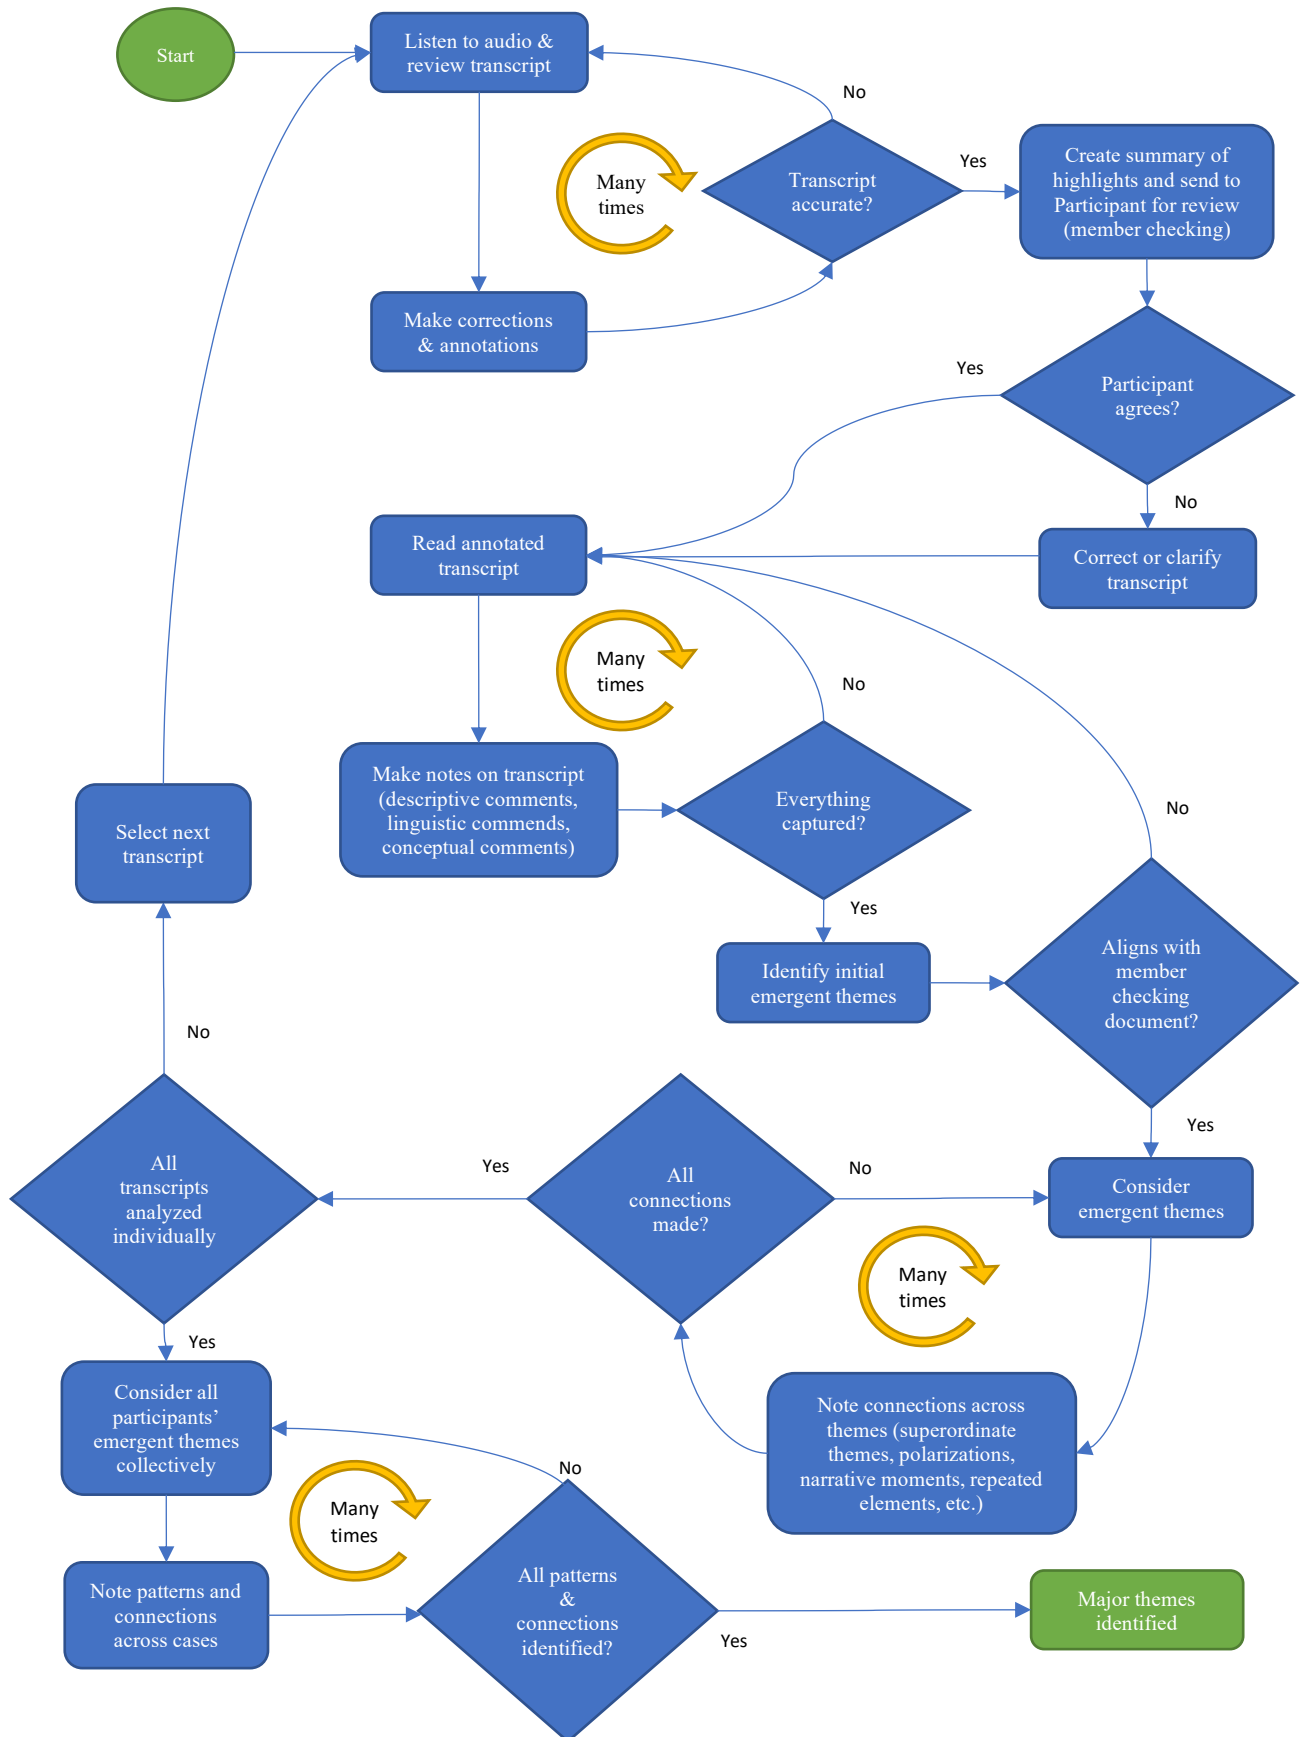 Start
Listen to audio &
review transcript
No
Many
times
Transcript
accurate?
Yes
Create summary of
highlights and send to
Participant for review
(member checking)
Make corrections
& annotations
Yes
Participant
agrees?
No
Read annotated
transcript
Correct or clarify
transcript
Many
times
No
Make notes on transcript
(descriptive comments,
linguistic commends,
conceptual comments)
Everything
captured?
No
Select next
transcript
Yes
Identify initial
emergent themes
Aligns with
member
checking
document?
No
Yes
All
transcripts
analyzed
individually
Yes
All
connections
made?
No
Consider
emergent themes
Many
times
Yes
Consider all
participants’
emergent themes
collectively
Note connections across
themes (superordinate
themes, polarizations,
narrative moments, repeated
elements, etc.)
No
Many
times
Note patterns and
connections
across cases
All patterns
&
connections
identified?
Yes
Major themes
identified